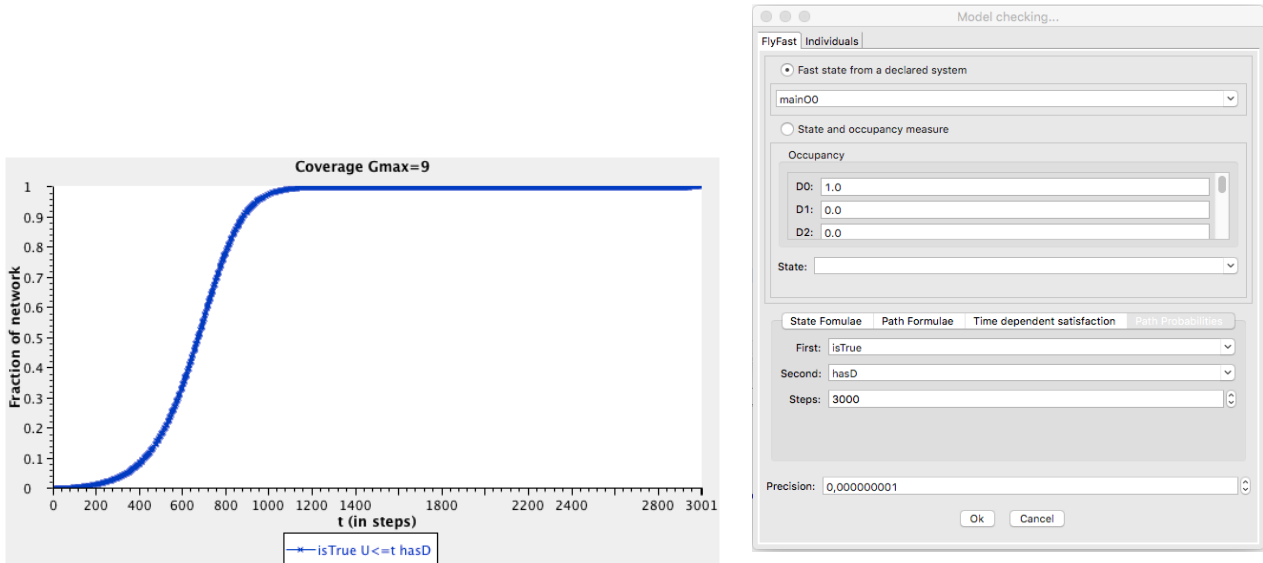 Coverage Gmax=9
Fraction of network
1
0.9
0.8
0.7
0.6
0.5
0.4
0.3
0.2
0.1
0
0 200 400 600 800 1000 1200 1400 1600 1800 2200 2400 2600 3001
t (in steps)
isTrue U<=t hasD
Model checking...
FlyFast Individuals
Fast state from a declared system
mainO0
State and occupancy measure
Occupancy
D0: 1.0
D1: 0.0
D2: 0.0
State:
State Fomulae Path Formulae Time dependent satisfaction Path Probabilities
First: isTrue
Second: hasD
Steps: 3000
Precision: 0,000000001
Ok Cancel